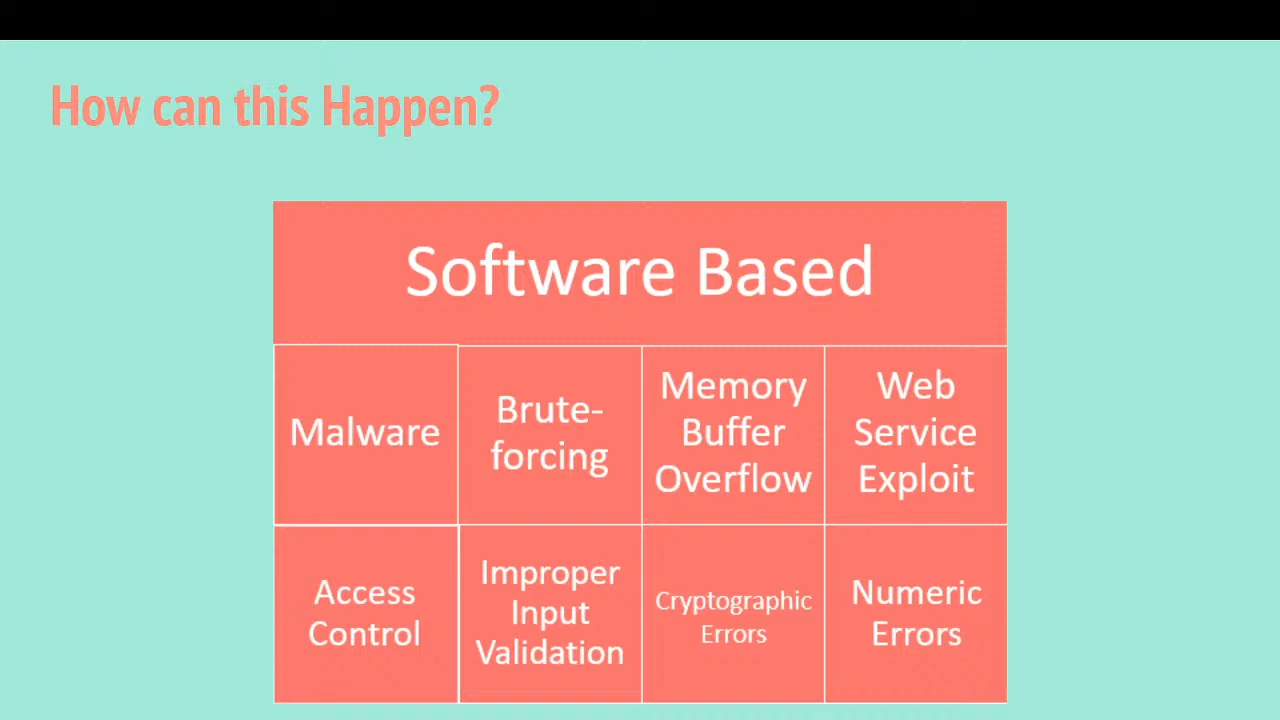 How can this Happen?
Software Based
Malware
Brute-
forcing
Memory
Buffer
Overflow
Web
Service
Exploit
Access
Control
Improper
Input
Validation
Cryptographic
Errors
Numeric
Errors